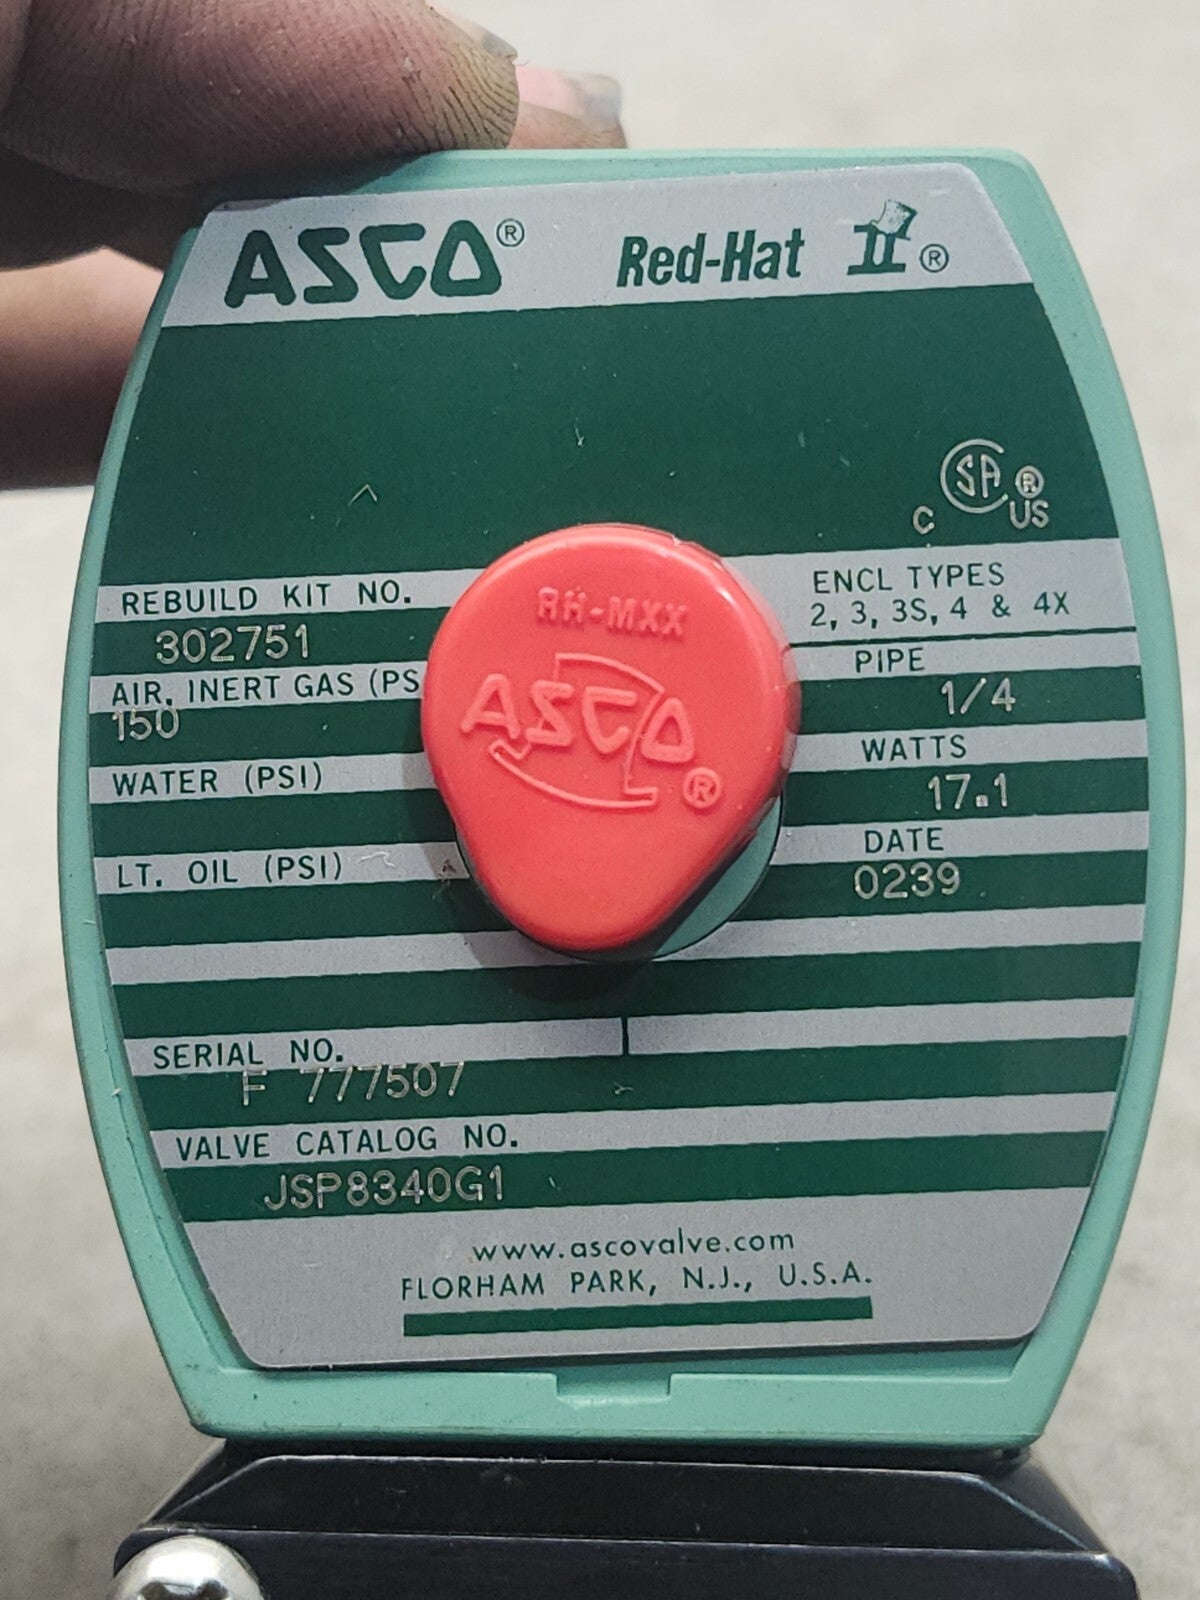 ASCO® Red-Hat II®
C SA® US
REBUILD KIT NO.
302751
AIR, INERT GAS (PS
150
WATER (PSI)
LT. OIL (PSI)
RH-MXX
ASCO®
ENCL TYPES
2, 3, 3S, 4 & 4X
PIPE
1/4
WATTS
17.1
DATE
0239
SERIAL NO.
F 777507
VALVE CATALOG NO.
JSP8340G1
www.ascovalve.com
FLORHAM PARK, N.J., U.S.A.